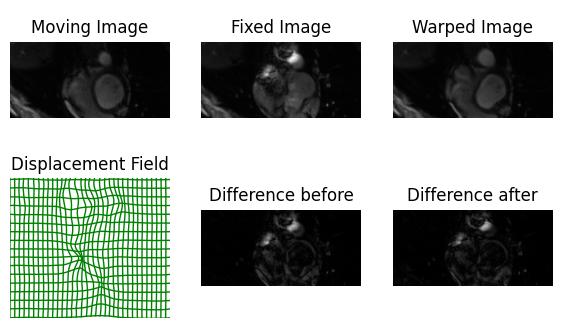 Moving Image
Fixed Image
Warped Image
Displacement Field
Difference before
Difference after